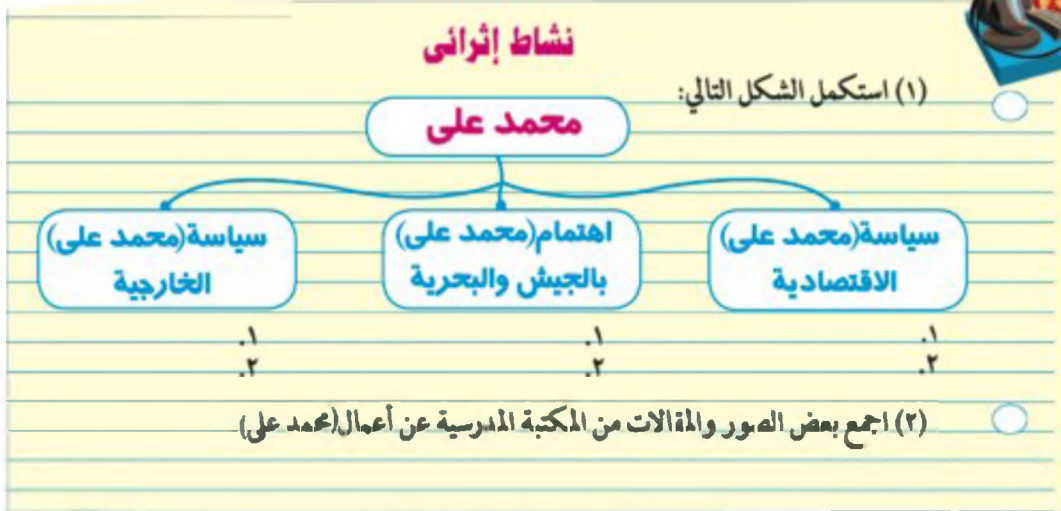 نشاط إثرائى
(١) استكمل الشكل التالي:
محمد على
سياسة(محمد على) الاقتصادية
اهتمام(محمد على) بالجيش والبحرية
سياسة(محمد على) الخارجية
١.
٢.
١.
٢.
١.
٢.
(٢) اجمع بعض الصور والمقالات من المكتبة المدرسية عن أعمال(محمد على)